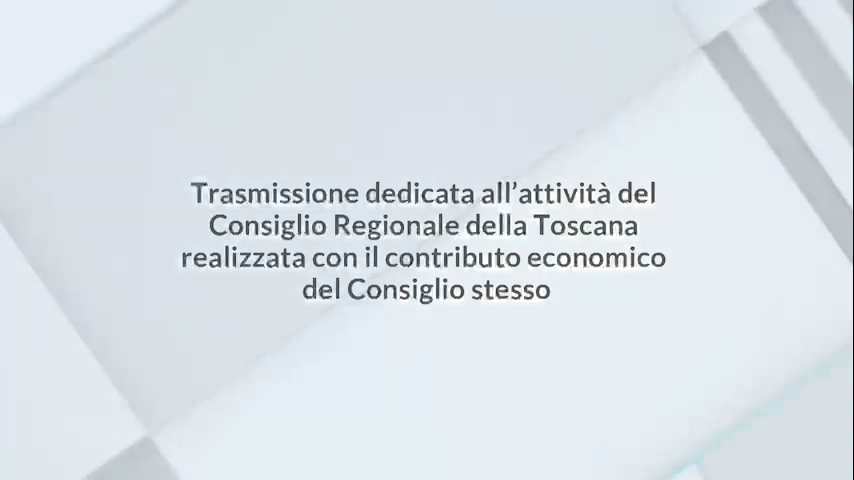 Trasmissione dedicata all’attività del
Consiglio Regionale della Toscana
realizzata con il contributo economico
del Consiglio stesso